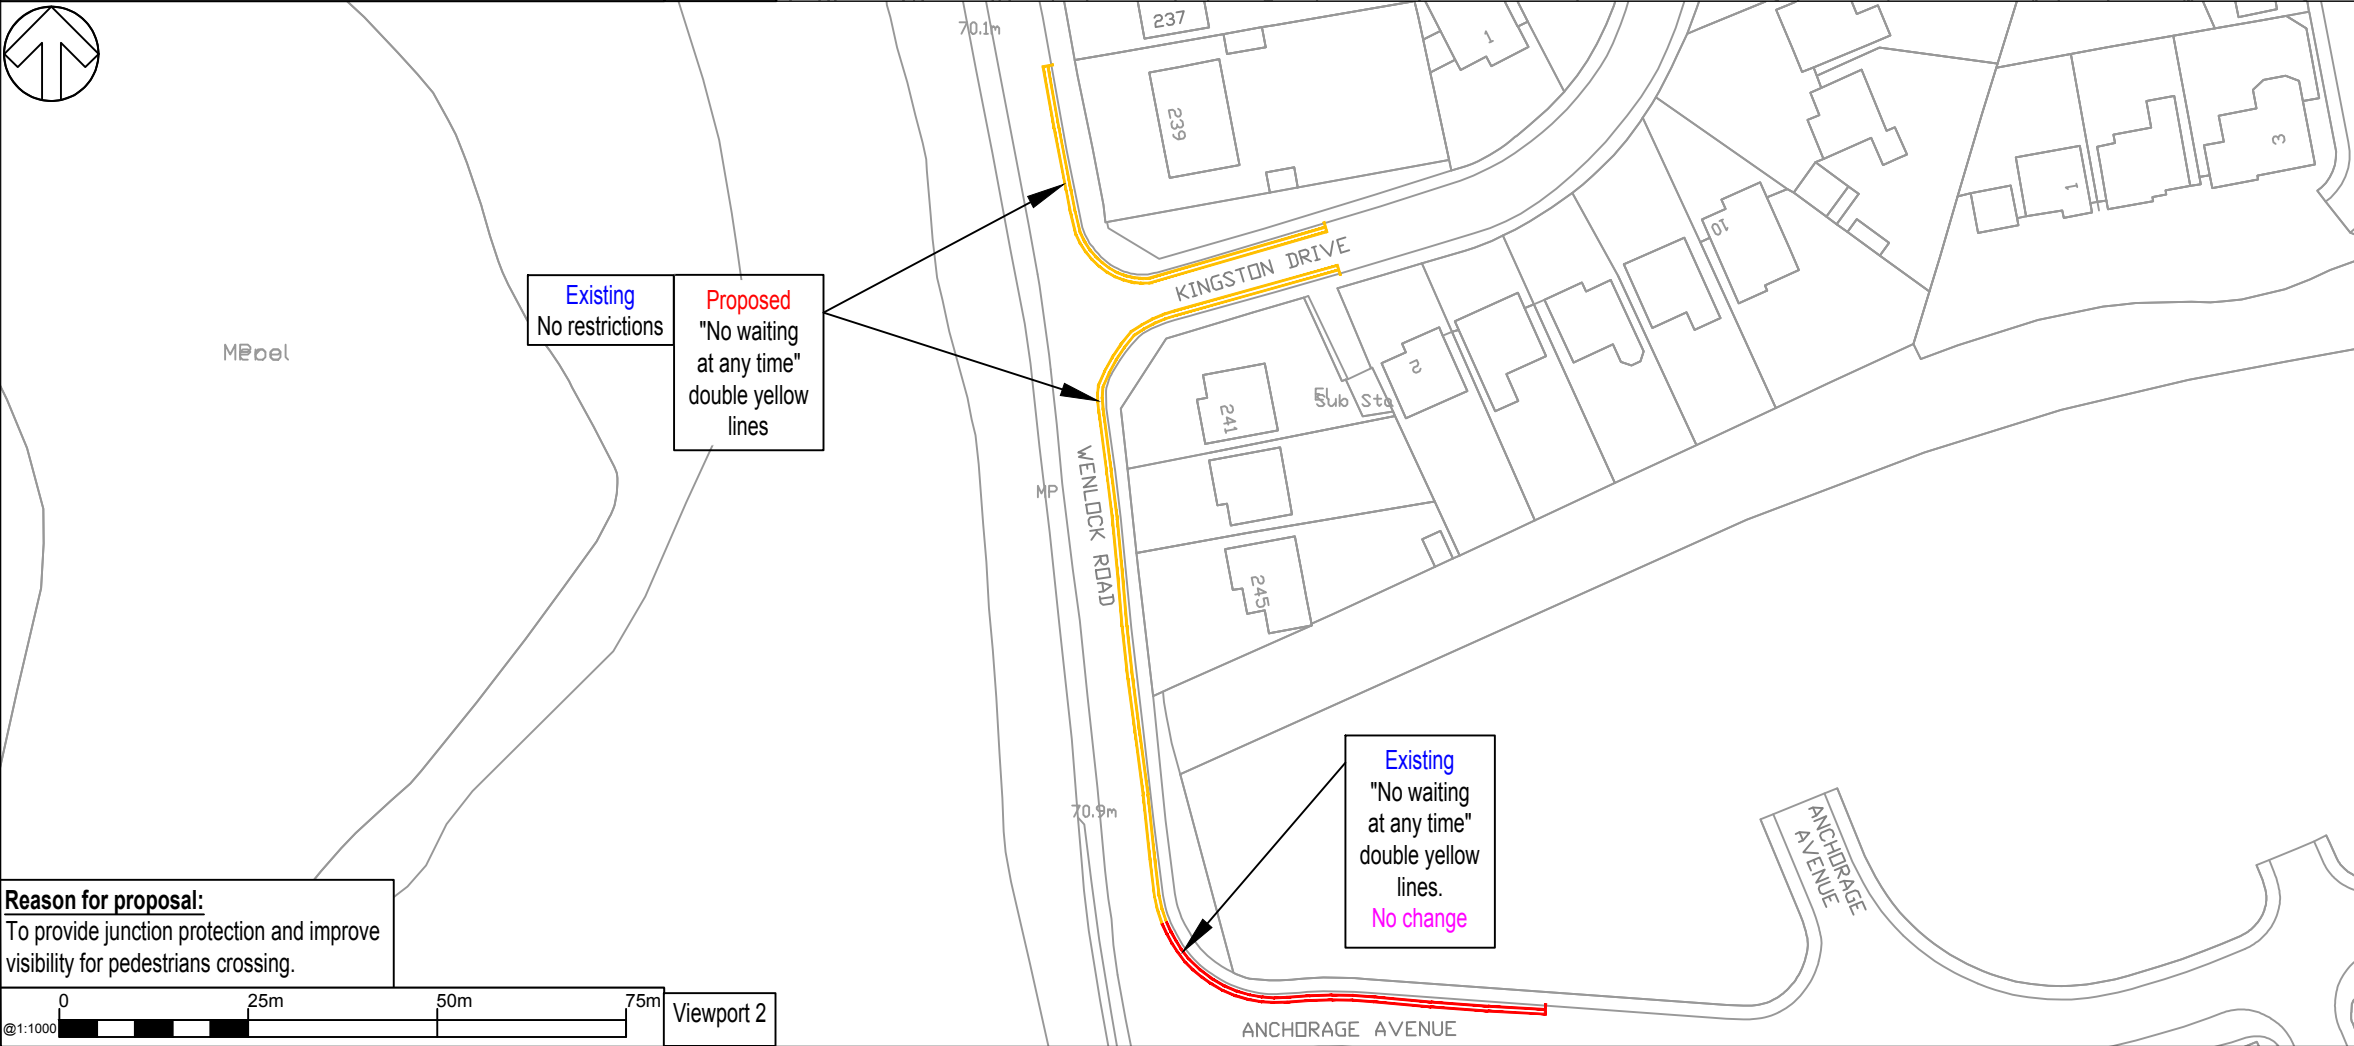 237
70.1m
1
239
3
1
10
KINGSTON DRIVE
Existing
No restrictions
Proposed
"No waiting
at any time"
double yellow
lines
2
El
Sub Sta
241
WENLOCK ROAD
MP
245
Existing
"No waiting
at any time"
double yellow
lines.
No change
70.9m
ANCHORAGE
AVENUE
Reason for proposal:
To provide junction protection and improve
visibility for pedestrians crossing.
0 25m 50m 75m
@1:1000
Viewport 2
ANCHORAGE AVENUE